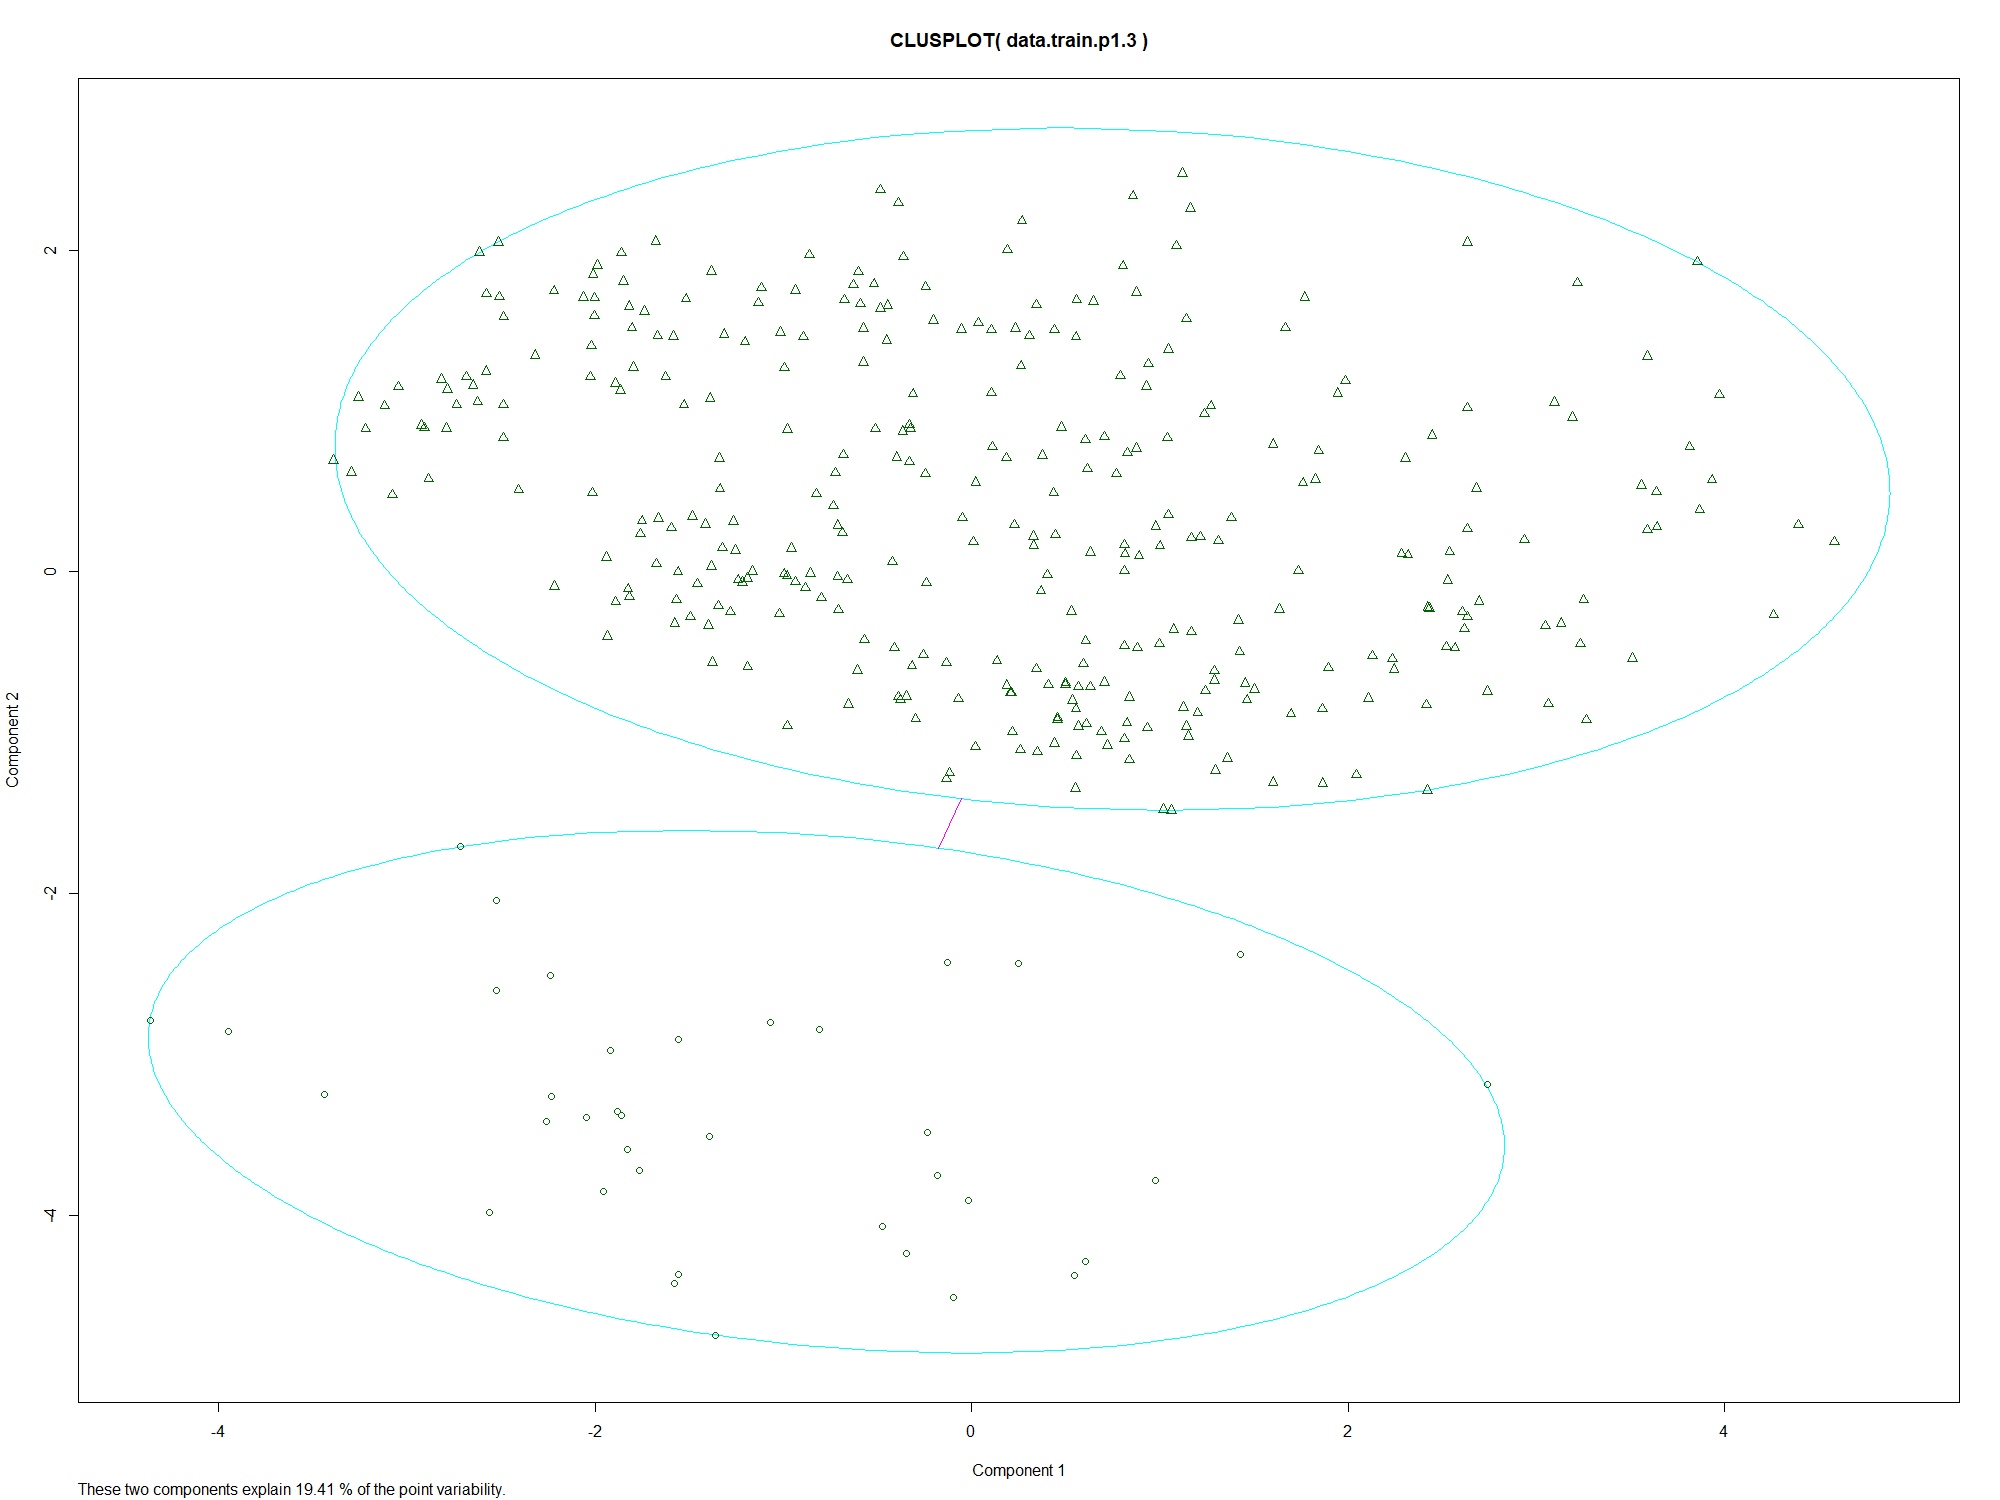 CLUSPLOT( data.train.p1.3 )
2
0
-2
-4
Component 2
-4 -2 0 2 4
Component 1
These two components explain 19.41 % of the point variability.